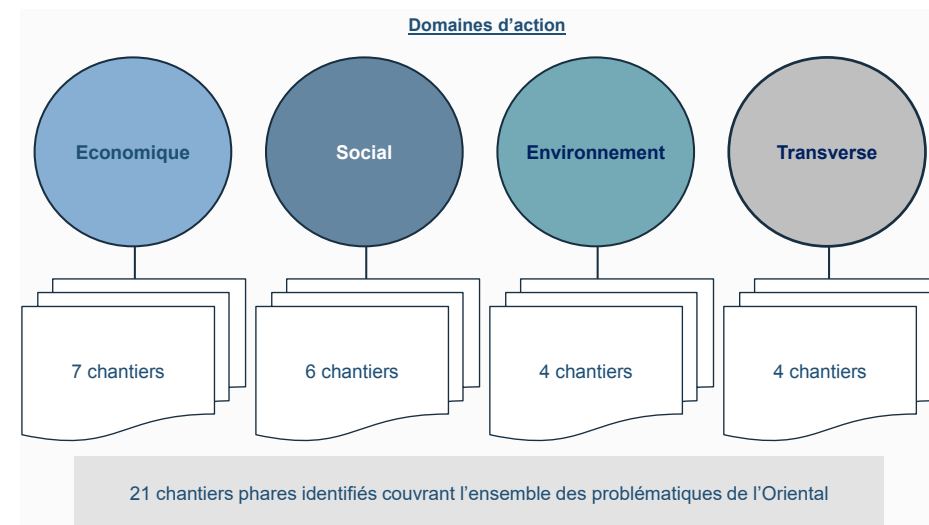 Domaines d’action
Economique
Social
Environnement
Transverse
7 chantiers
6 chantiers
4 chantiers
4 chantiers
21 chantiers phares identifiés couvrant l’ensemble des problématiques de l’Oriental